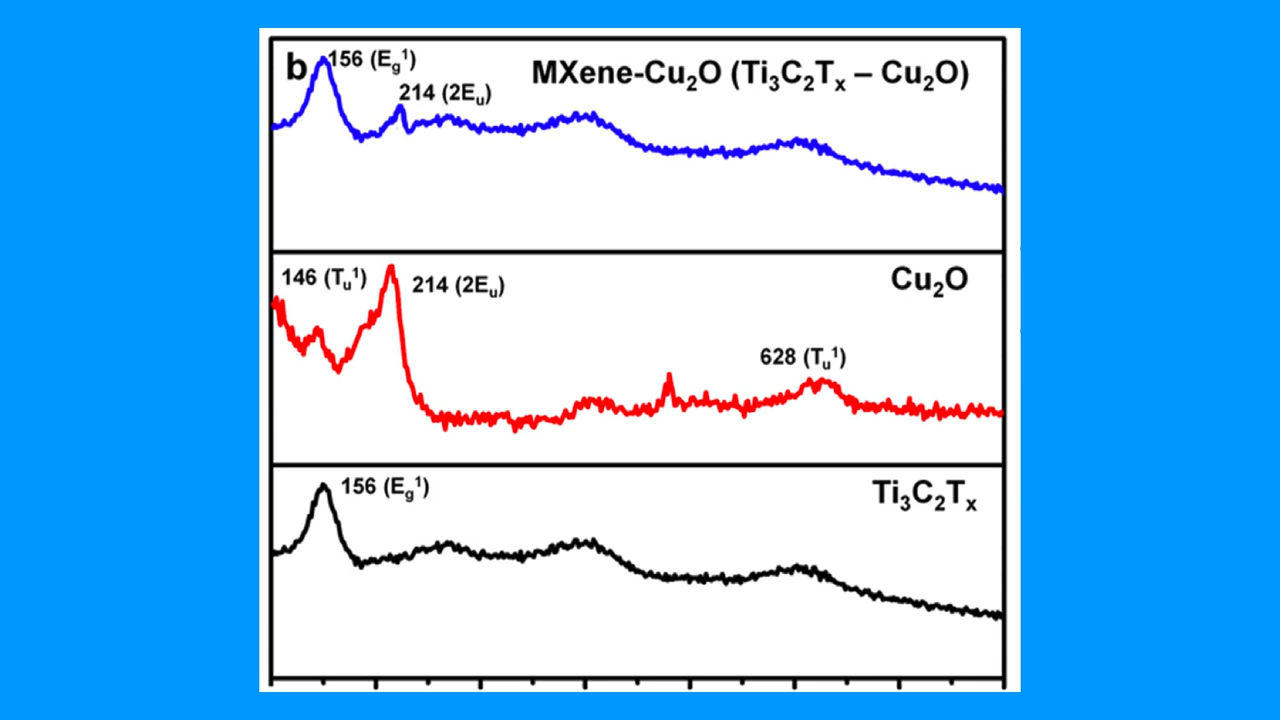 b
156 (Eg¹)
MXene-Cu₂O (Ti₃C₂Tₓ – Cu₂O)
214 (2Eᵤ)
146 (Tᵤ¹)
214 (2Eᵤ)
Cu₂O
628 (Tᵤ¹)
156 (Eg¹)
Ti₃C₂Tₓ